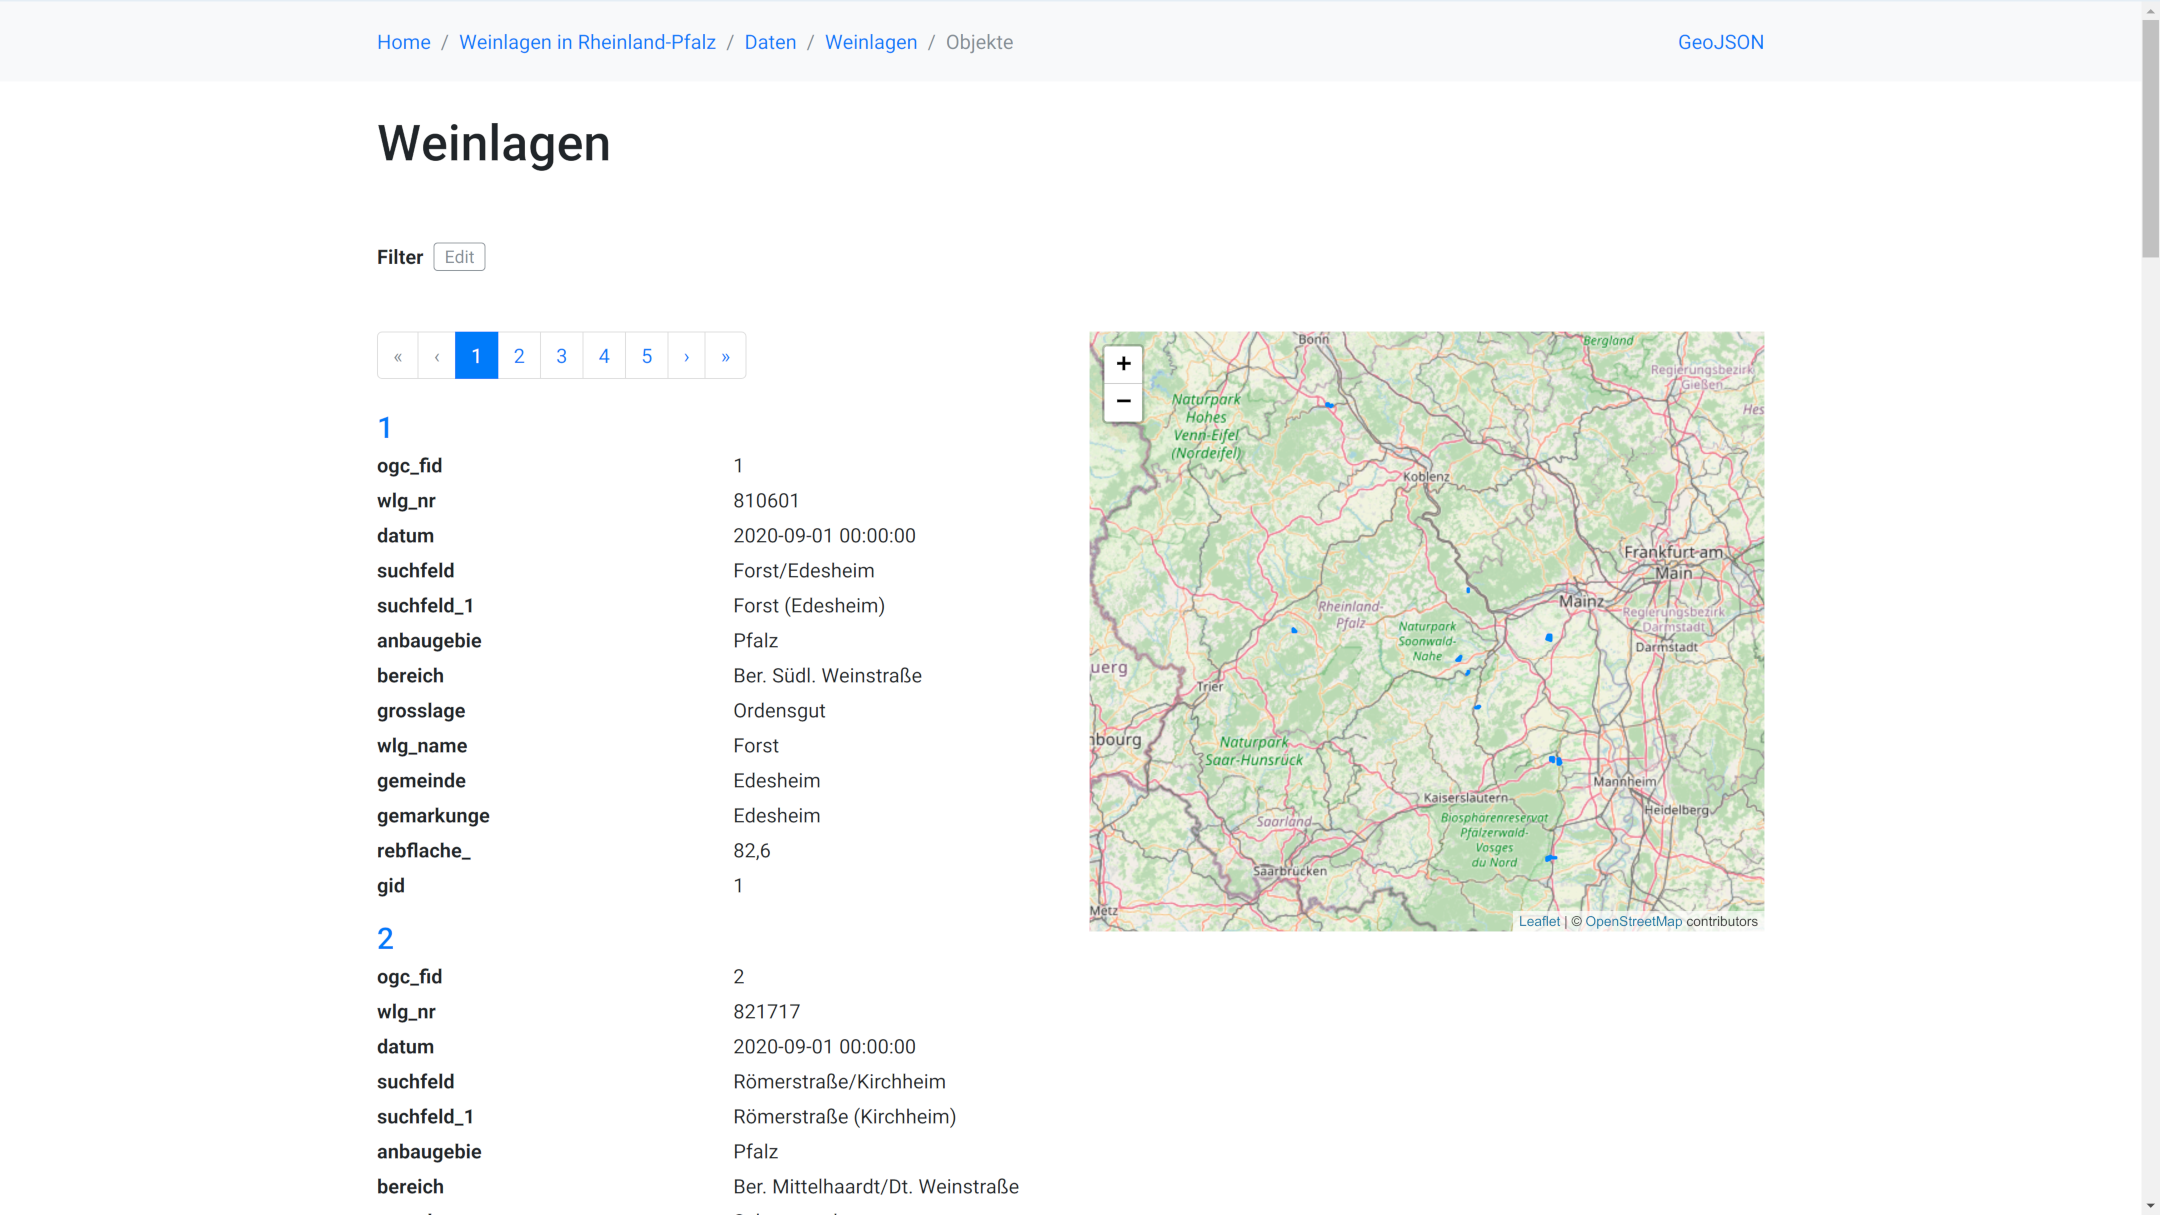 Home / Weinlagen in Rheinland-Pfalz / Daten / Weinlagen / Objekte
GeoJSON
Weinlagen
Filter Edit
« ‹ 1 2 3 4 5 › »
1
ogc_fid 1
wlg_nr 810601
datum 2020-09-01 00:00:00
suchfeld Forst/Edesheim
suchfeld_1 Forst (Edesheim)
anbaugebie Pfalz
bereich Ber. Südl. Weinstraße
grosslage Ordensgut
wlg_name Forst
gemeinde Edesheim
gemarkunge Edesheim
rebflache_ 82,6
gid 1
2
ogc_fid 2
wlg_nr 821717
datum 2020-09-01 00:00:00
suchfeld Römerstraße/Kirchheim
suchfeld_1 Römerstraße (Kirchheim)
anbaugebie Pfalz
bereich Ber. Mittelhaardt/Dt. Weinstraße
+
−
Bonn
Bergland
Regierungsbezirk
Gießen
Hes
Naturpark
Hohes
Venn-Eifel
(Nordeifel)
Koblenz
Frankfurt am
Main
Mainz
Rheinland-
Pfalz
Regierungsbezirk
Darmstadt
Darmstadt
Naturpark
Soonwald-
Nahe
uerg
Trier
nbourg
Naturpark
Saar-Hunsrück
Mannheim
Kaiserslautern
Heidelberg
Biosphärenreservat
Pfälzerwald-
Vosges
du Nord
Saarland
Saarbrücken
Metz
Leaflet | © OpenStreetMap contributors